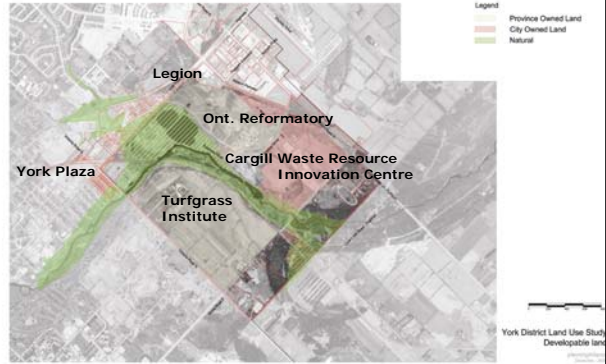 Legend
Province Owned Land
City Owned Land
Natural
Legion
Ont. Reformatory
York Plaza
Cargill Waste Resource
Innovation Centre
Turfgrass
Institute
York District Land Use Study
Developable land